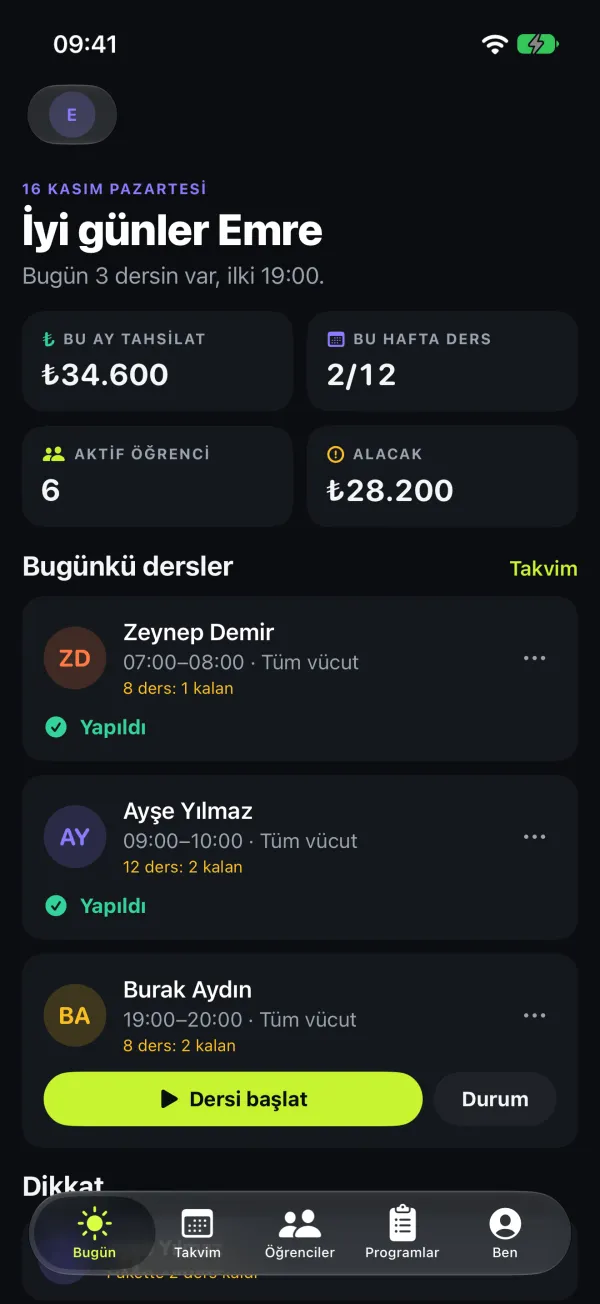 09:41
E
16 KASIM PAZARTESİ
İyi günler Emre
Bugün 3 dersin var, ilki 19:00.
₺ BU AY TAHSİLAT
₺34.600
BU HAFTA DERS
2/12
AKTİF ÖĞRENCİ
6
ALACAK
₺28.200
Bugünkü dersler
Takvim
ZD
Zeynep Demir
07:00–08:00 · Tüm vücut
8 ders: 1 kalan
Yapıldı
AY
Ayşe Yılmaz
09:00–10:00 · Tüm vücut
12 ders: 2 kalan
Yapıldı
BA
Burak Aydın
19:00–20:00 · Tüm vücut
8 ders: 2 kalan
Dersi başlat
Durum
Dikkat
Bugün
Takvim
Öğrenciler
Programlar
Ben